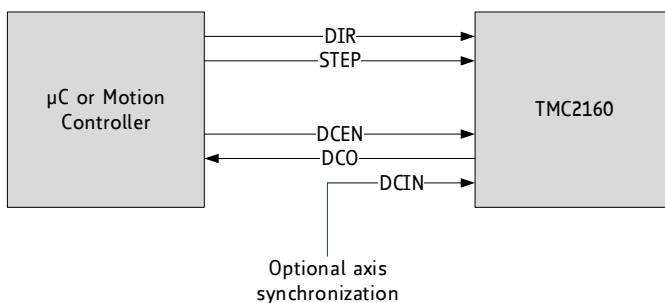 DIR
STEP
µC or Motion
Controller
TMC2160
DCEN
DCO
DCIN
Optional axis
synchronization